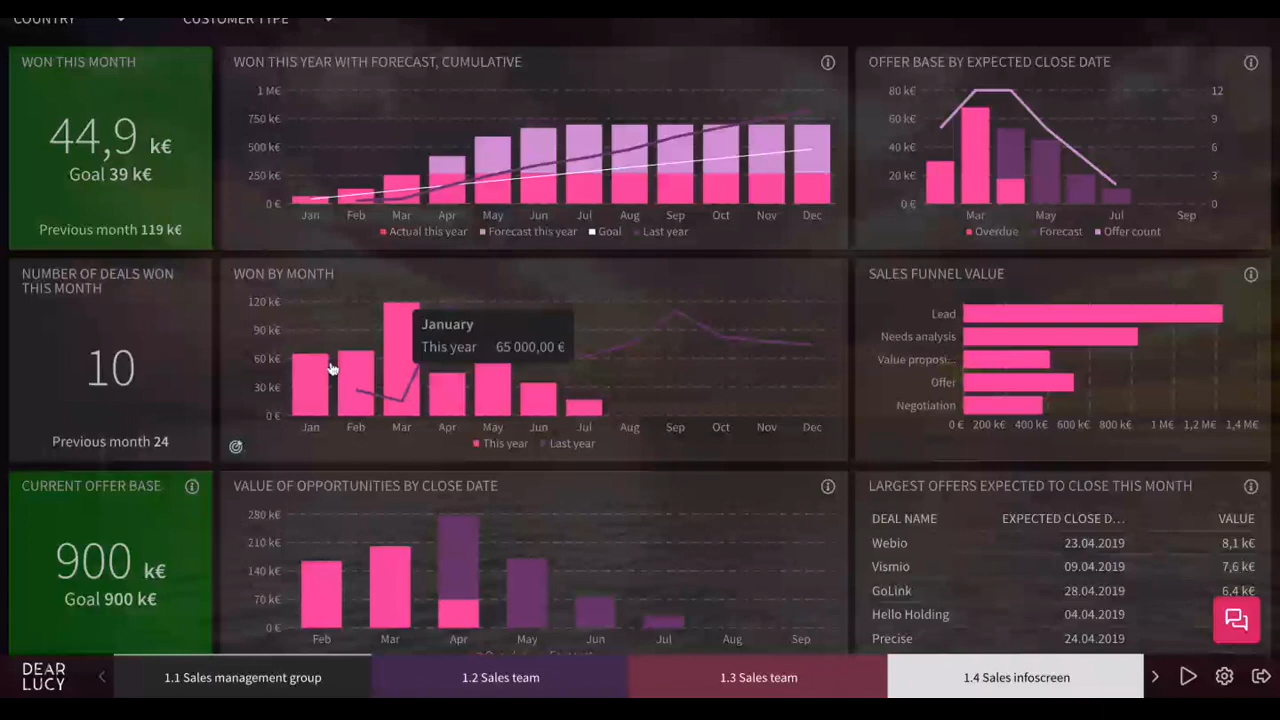 COUNTRY
CUSTOMER TYPE
WON THIS MONTH
44,9 k€
Goal 39 k€
Previous month 119 k€
WON THIS YEAR WITH FORECAST, CUMULATIVE
1 M€
750 k€
500 k€
250 k€
0 €
Jan Feb Mar Apr May Jun Jul Aug Sep Oct Nov Dec
Actual this year Forecast this year Goal Last year
OFFER BASE BY EXPECTED CLOSE DATE
80 k€ 12
60 k€ 9
40 k€ 6
20 k€ 3
0 € 0
Mar May Jul Sep
Overdue Forecast Offer count
NUMBER OF DEALS WON
THIS MONTH
10
Previous month 24
WON BY MONTH
120 k€
90 k€
60 k€
30 k€
0 €
January
This year 65 000,00 €
Jan Feb Mar Apr May Jun Jul Aug Sep Oct Nov Dec
This year Last year
SALES FUNNEL VALUE
Lead
Needs analysis
Value proposi...
Offer
Negotiation
0 € 200 k€ 400 k€ 600 k€ 800 k€ 1 M€ 1,2 M€ 1,4 M€
CURRENT OFFER BASE
900 k€
Goal 900 k€
VALUE OF OPPORTUNITIES BY CLOSE DATE
280 k€
210 k€
140 k€
70 k€
0 €
Feb Mar Apr May Jun Jul Aug Sep
LARGEST OFFERS EXPECTED TO CLOSE THIS MONTH
DEAL NAME EXPECTED CLOSE D... VALUE
Webio 23.04.2019 8,1 k€
Vismio 09.04.2019 7,6 k€
GoLink 28.04.2019 6,4 k€
Hello Holding 04.04.2019
Precise 24.04.2019
DEAR
LUCY
1.1 Sales management group
1.2 Sales team
1.3 Sales team
1.4 Sales infoscreen